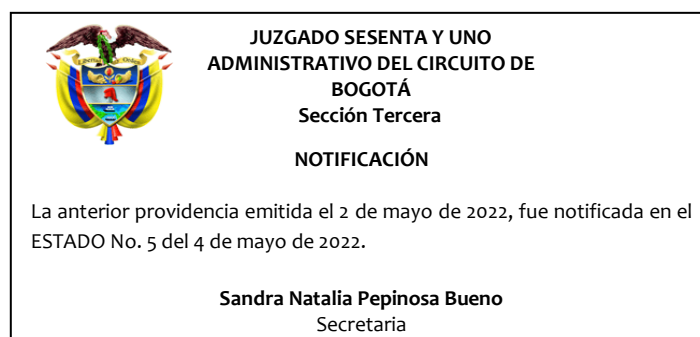 Libertad y Orden
JUZGADO SESENTA Y UNO
ADMINISTRATIVO DEL CIRCUITO DE
BOGOTÁ
Sección Tercera
NOTIFICACIÓN
La anterior providencia emitida el 2 de mayo de 2022, fue notificada en el
ESTADO No. 5 del 4 de mayo de 2022.
Sandra Natalia Pepinosa Bueno
Secretaria